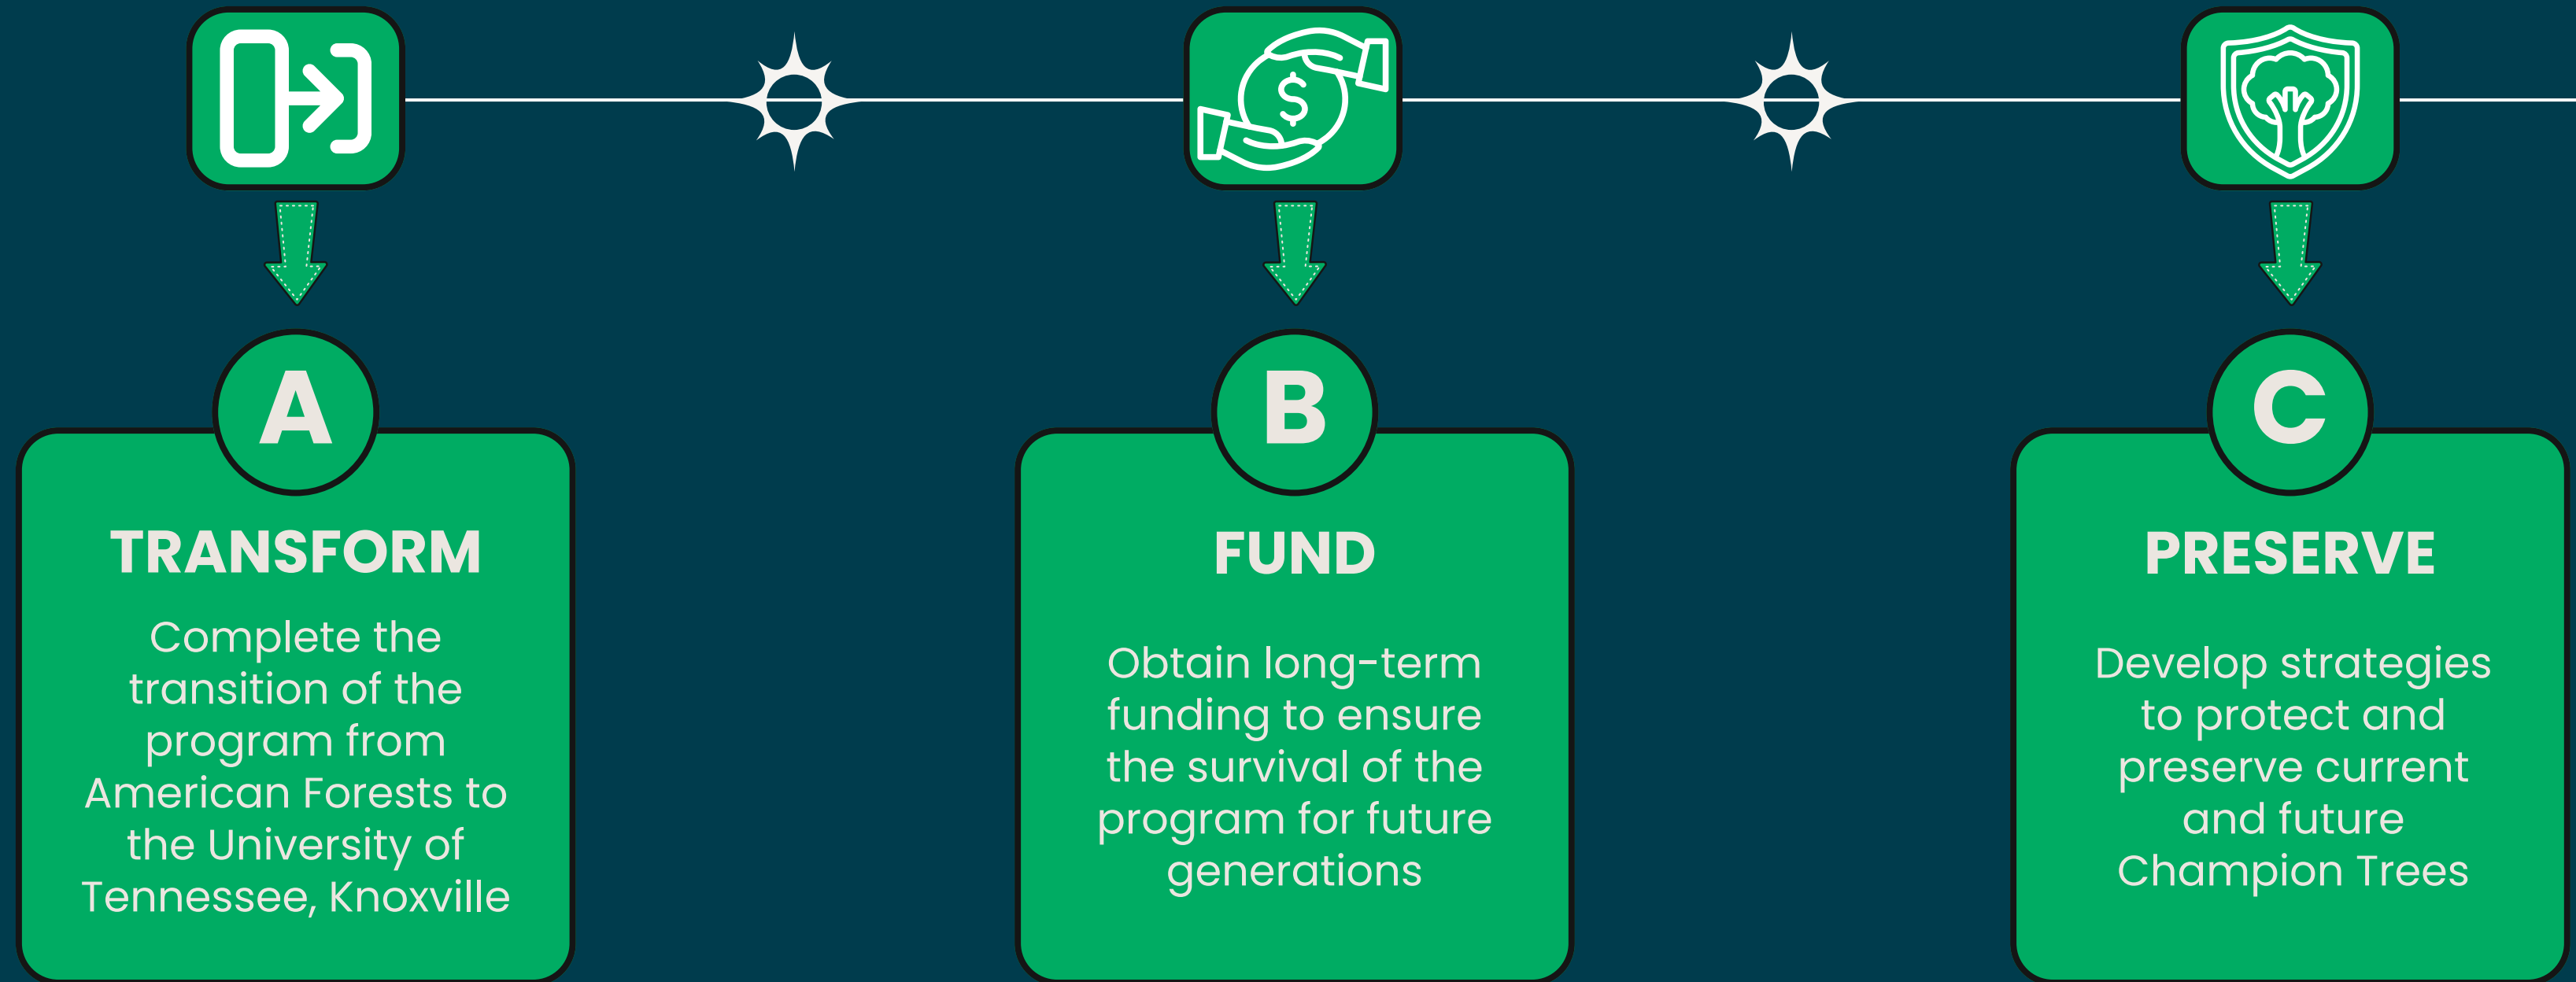 $
A
TRANSFORM
Complete the
transition of the
program from
American Forests to
the University of
Tennessee, Knoxville
B
FUND
Obtain long-term
funding to ensure
the survival of the
program for future
generations
C
PRESERVE
Develop strategies
to protect and
preserve current
and future
Champion Trees